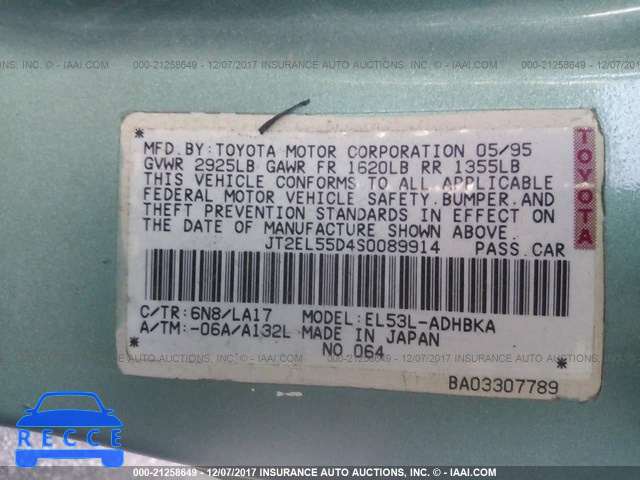 000-21258649 - 12/07/2017 INSURANCE AUTO AUCTIONS, INC. © - IAAI.COM
MFD.BY:TOYOTA MOTOR CORPORATION 05/95
GVWR 2925LB GAWR FR 1620LB RR 1355LB
THIS VEHICLE CONFORMS TO ALL APPLICABLE
FEDERAL MOTOR VEHICLE SAFETY,BUMPER,AND
THEFT PREVENTION STANDARDS IN EFFECT ON
THE DATE OF MANUFACTURE SHOWN ABOVE.
JT2EL55D4S0089914 PASS.CAR
TOYOTA
C/TR:6N8/LA17 MODEL:EL53L-ADHBKA
A/TM:-06A/A132L MADE IN JAPAN
NO.064
BA03307789
RECCE
000-21258649 - 12/07/2017 INSURANCE AUTO AUCTIONS, INC. © - IAAI.COM